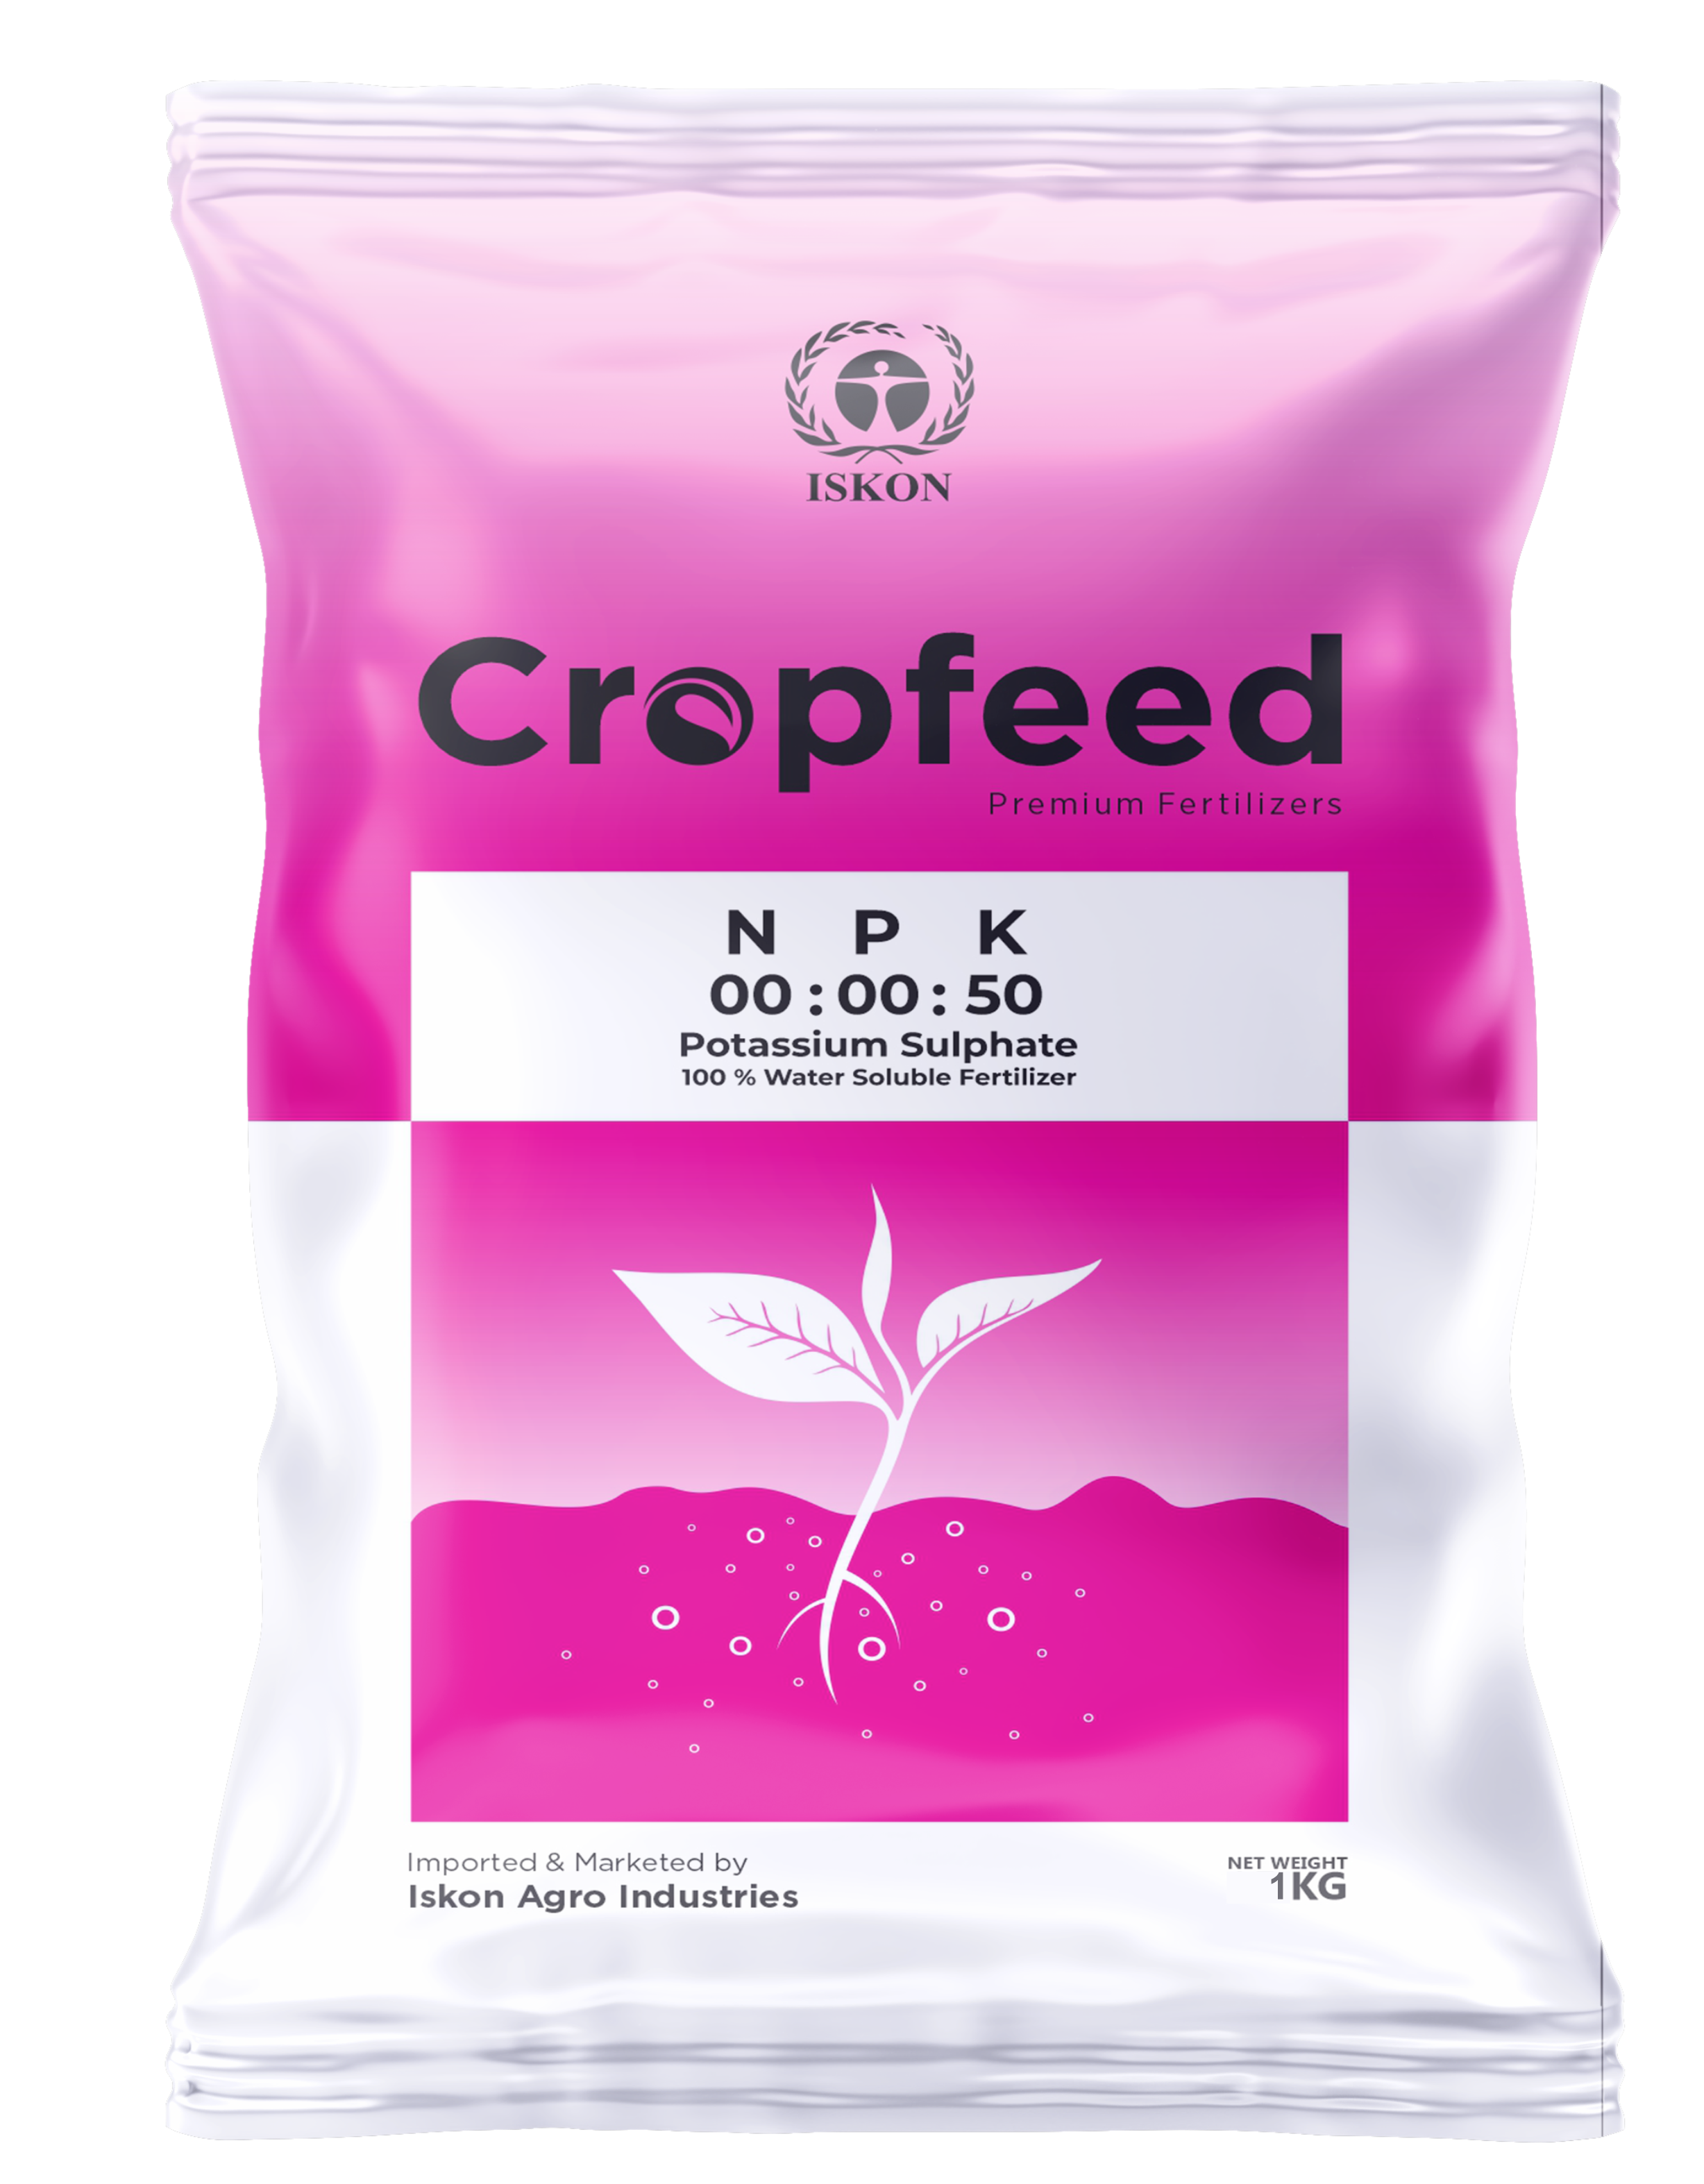 ISKON
Cropfeed
Premium Fertilizers
N P K
00 : 00 : 50
Potassium Sulphate
100 % Water Soluble Fertilizer
Imported & Marketed by
Iskon Agro Industries
NET WEIGHT
1KG